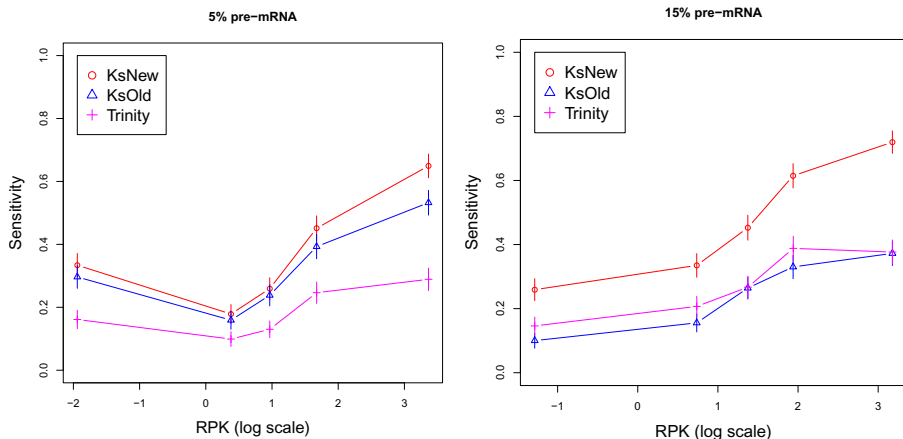 5% pre−mRNA
KsNew
KsOld
Trinity
Sensitivity
0.0
0.2
0.4
0.6
0.8
1.0
−2
−1
0
1
2
3
RPK (log scale)
15% pre−mRNA
KsNew
KsOld
Trinity
Sensitivity
0.0
0.2
0.4
0.6
0.8
1.0
−1
0
1
2
3
RPK (log scale)